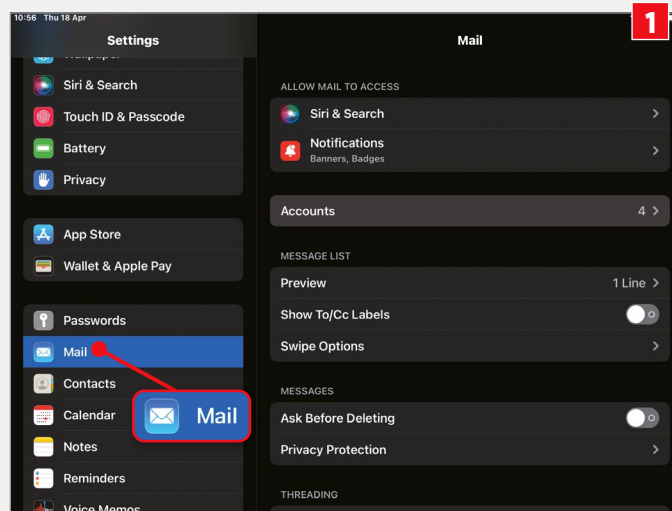 10:56 Thu 18 Apr
1
Settings
Mail
Siri & Search
Touch ID & Passcode
Battery
Privacy
App Store
Wallet & Apple Pay
Passwords
Mail
Contacts
Calendar
Notes
Reminders
Voice Memos
Mail
ALLOW MAIL TO ACCESS
Siri & Search
Notifications
Banners, Badges
Accounts 4
MESSAGE LIST
Preview 1 Line
Show To/Cc Labels
Swipe Options
MESSAGES
Ask Before Deleting
Privacy Protection
THREADING